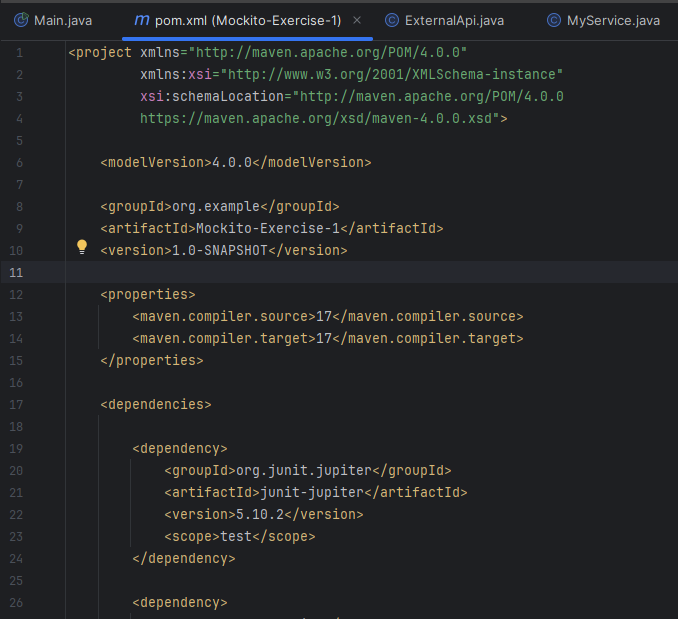 Main.java
pom.xml (Mockito-Exercise-1)
ExternalApi.java
MyService.java
1 <project xmlns="http://maven.apache.org/POM/4.0.0"
2 xmlns:xsi="http://www.w3.org/2001/XMLSchema-instance"
3 xsi:schemaLocation="http://maven.apache.org/POM/4.0.0
4 https://maven.apache.org/xsd/maven-4.0.0.xsd">
5
6 <modelVersion>4.0.0</modelVersion>
7
8 <groupId>org.example</groupId>
9 <artifactId>Mockito-Exercise-1</artifactId>
10 <version>1.0-SNAPSHOT</version>
11
12 <properties>
13 <maven.compiler.source>17</maven.compiler.source>
14 <maven.compiler.target>17</maven.compiler.target>
15 </properties>
16
17 <dependencies>
18
19 <dependency>
20 <groupId>org.junit.jupiter</groupId>
21 <artifactId>junit-jupiter</artifactId>
22 <version>5.10.2</version>
23 <scope>test</scope>
24 </dependency>
25
26 <dependency>